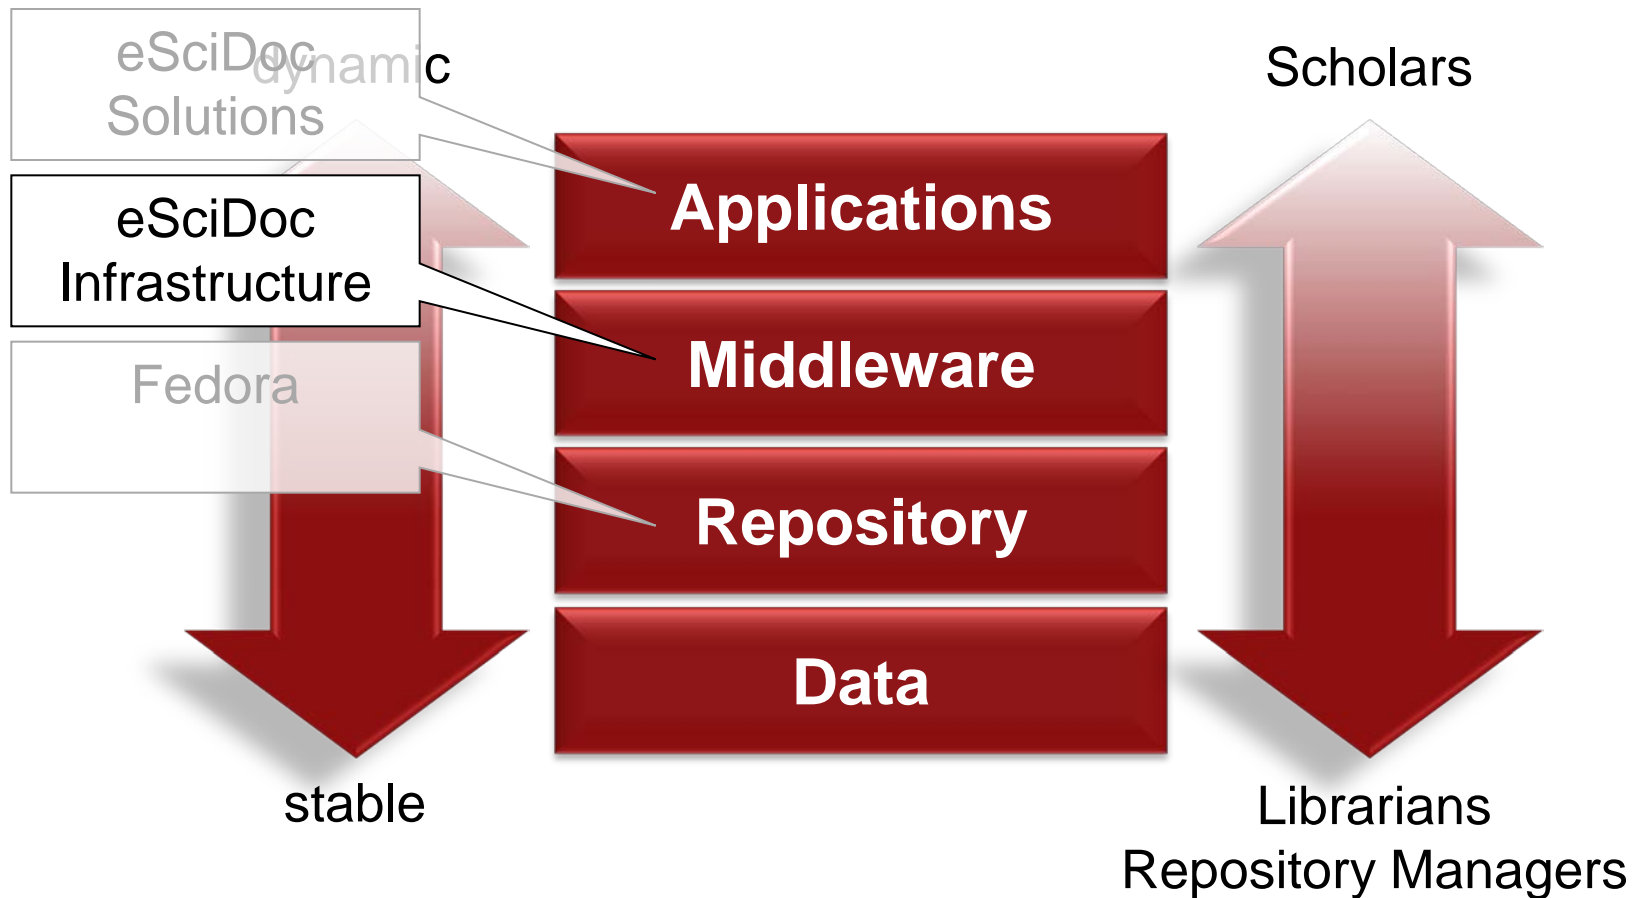 eSciDoc
Solutions
dynamic
Scholars
Applications
eSciDoc
Infrastructure
Middleware
Fedora
Repository
Data
stable
Librarians
Repository Managers